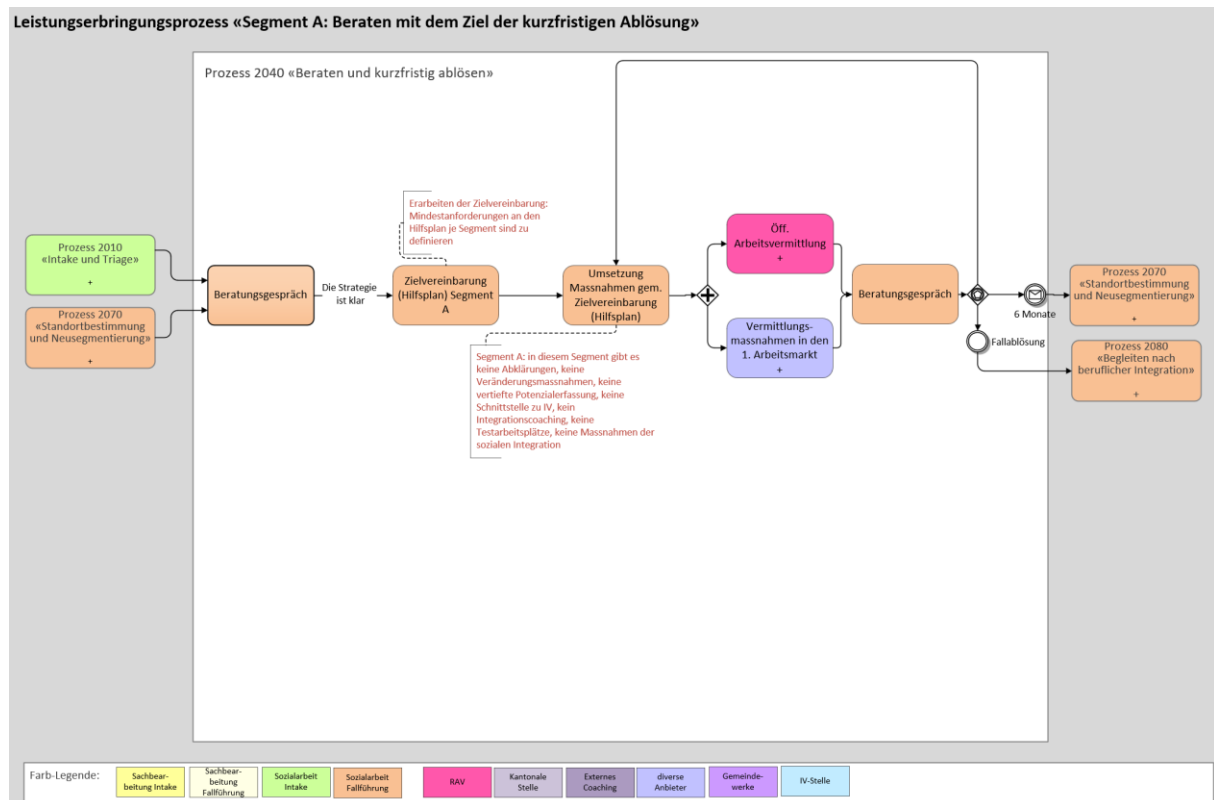 Leistungserbringungsprozess «Segment A: Beraten mit dem Ziel der kurzfristigen Ablösung»
Prozess 2040 «Beraten und kurzfristig ablösen»
Prozess 2010
«Intake und Triage»
+
Prozess 2070
«Standortbestimmung
und Neusegmentierung»
+
Beratungsgespräch
Die Strategie
ist klar
Erarbeiten der Zielvereinbarung:
Mindestanforderungen an den
Hilfsplan je Segment sind zu
definieren
Zielvereinbarung
(Hilfsplan) Segment
A
Umsetzung
Massnahmen gem.
Zielvereinbarung
(Hilfsplan)
Segment A: in diesem Segment gibt es
keine Abklärungen, keine
Veränderungsmassnahmen, keine
vertiefte Potenzialerfassung, keine
Schnittstelle zu IV, kein
Integrationscoaching, keine
Testarbeitsplätze, keine Massnahmen der
sozialen Integration
Öff.
Arbeitsvermittlung
+
Vermittlungs-
massnahmen in den
1. Arbeitsmarkt
+
Beratungsgespräch
6 Monate
Fallablösung
Prozess 2070
«Standortbestimmung
und Neusegmentierung»
+
Prozess 2080
«Begleiten nach
beruflicher Integration»
+
Farb-Legende:
Sachbear-
beitung Intake
Sachbear-
beitung
Fallführung
Sozialarbeit
Intake
Sozialarbeit
Fallführung
RAV
Kantonale
Stelle
Externes
Coaching
diverse
Anbieter
Gemeinde-
werke
IV-Stelle